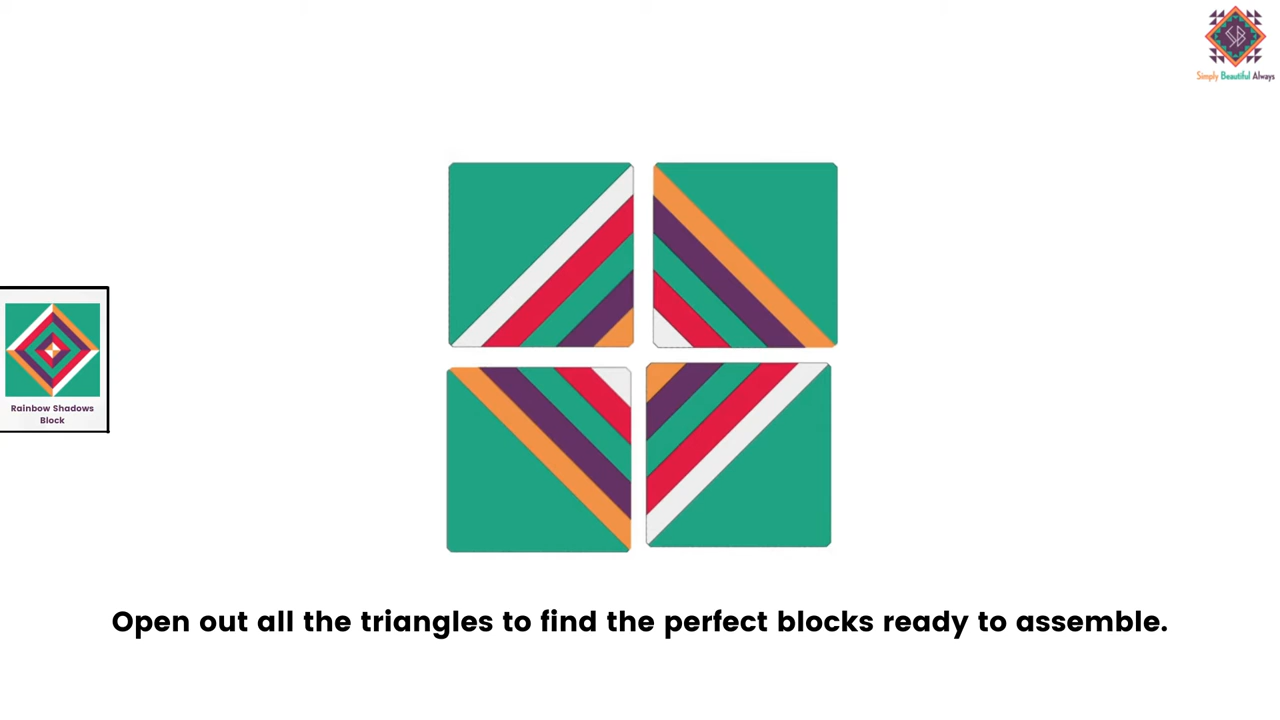 SB
Simply Beautiful Always
Rainbow Shadows
Block
Open out all the triangles to find the perfect blocks ready to assemble.